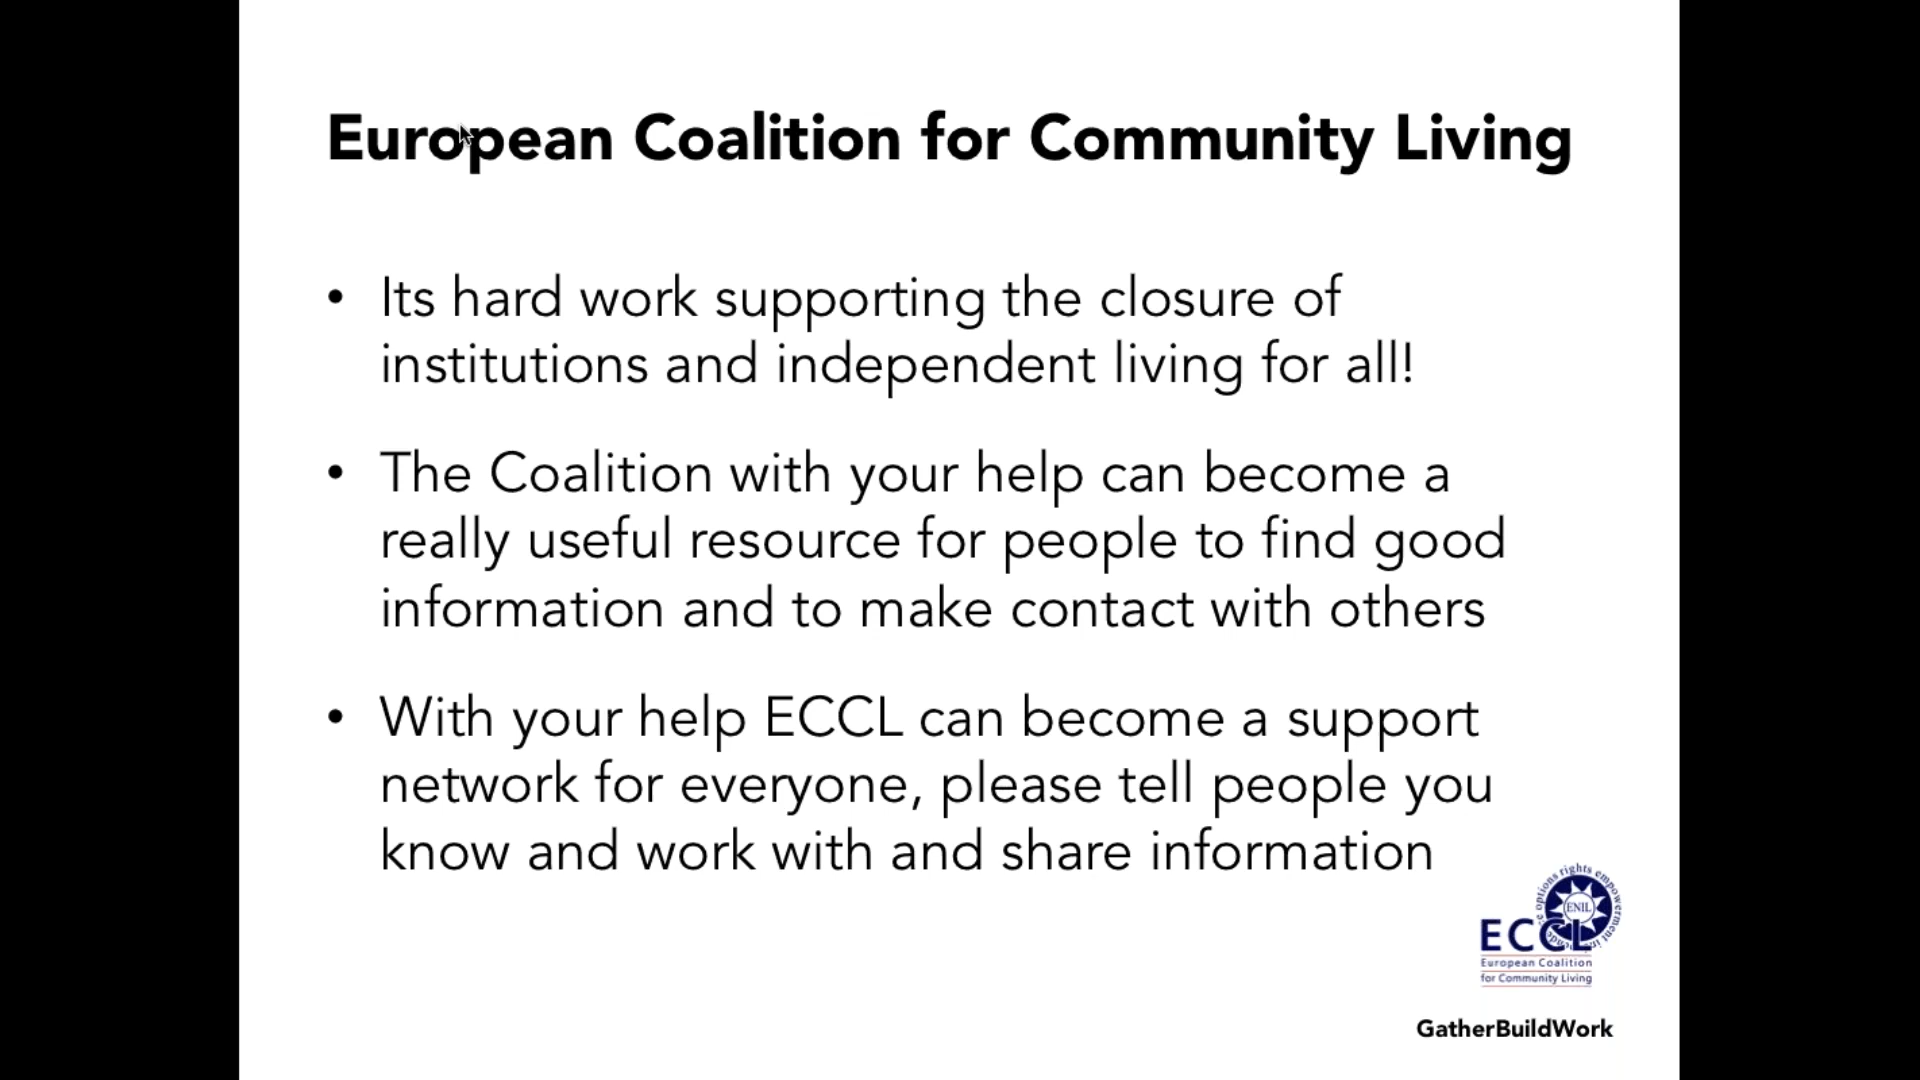 European Coalition for Community Living
• Its hard work supporting the closure of
institutions and independent living for all!
• The Coalition with your help can become a
really useful resource for people to find good
information and to make contact with others
• With your help ECCL can become a support
network for everyone, please tell people you
know and work with and share information
options rights empowerment
ENIL
ECCL
European Coalition
for Community Living
GatherBuildWork